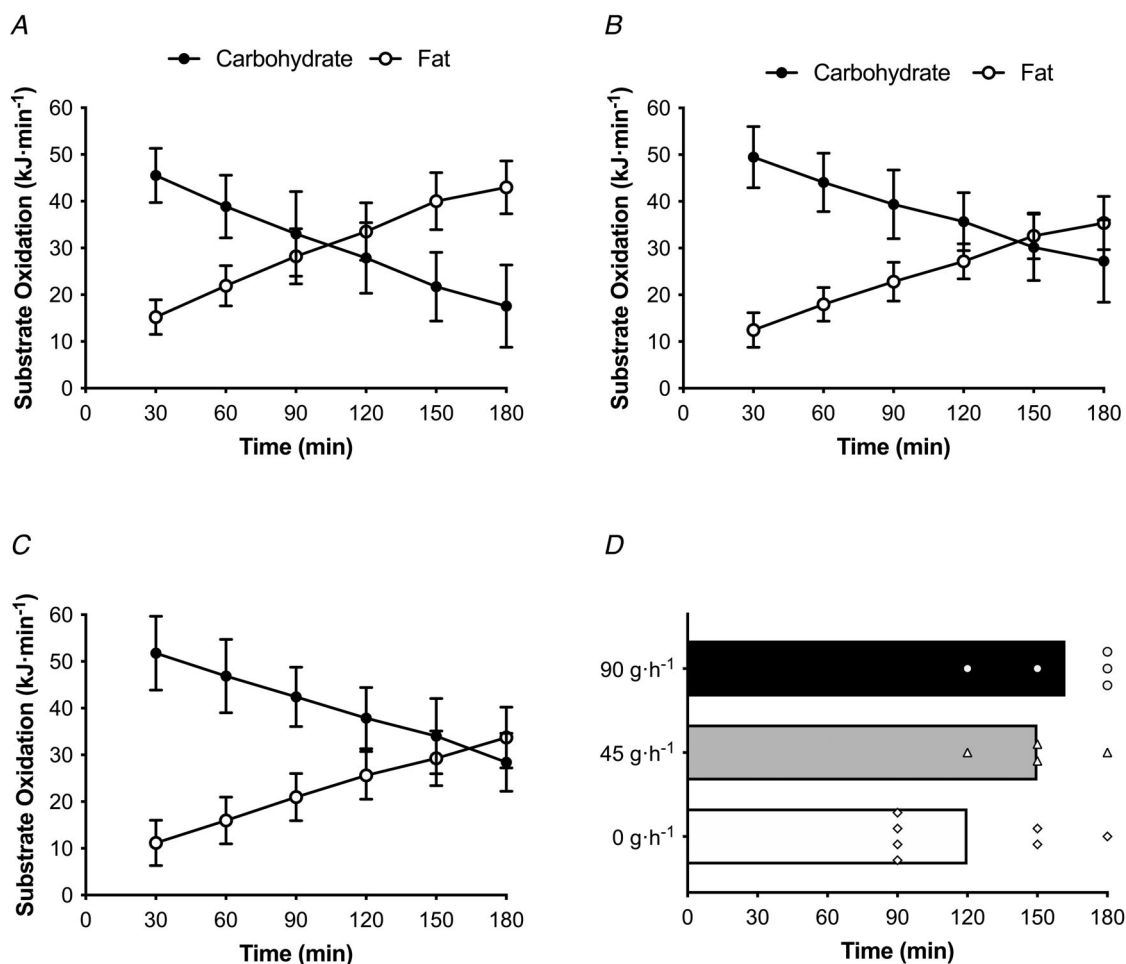 A
Carbohydrate Fat
Substrate Oxidation (kJ·min⁻¹)
60
50
40
30
20
10
0
0 30 60 90 120 150 180
Time (min)
B
Carbohydrate Fat
Substrate Oxidation (kJ·min⁻¹)
60
50
40
30
20
10
0
0 30 60 90 120 150 180
Time (min)
C
Substrate Oxidation (kJ·min⁻¹)
60
50
40
30
20
10
0
0 30 60 90 120 150 180
Time (min)
D
90 g·h⁻¹
45 g·h⁻¹
0 g·h⁻¹
0 30 60 90 120 150 180
Time (min)